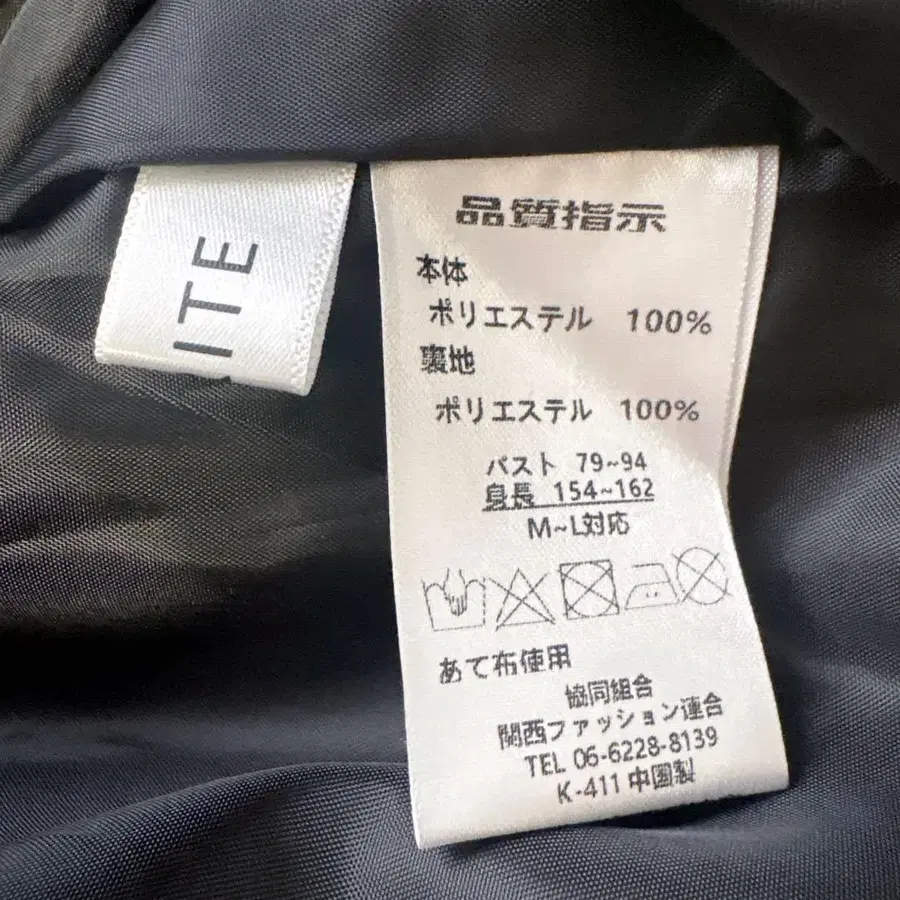 ITE
品質指示
本体
ポリエステル 100%
裏地
ポリエステル 100%
バスト 79~94
身長 154~162
M~L対応
あて布使用
協同組合
関西ファッション連合
TEL 06-6228-8139
K-411 中国製